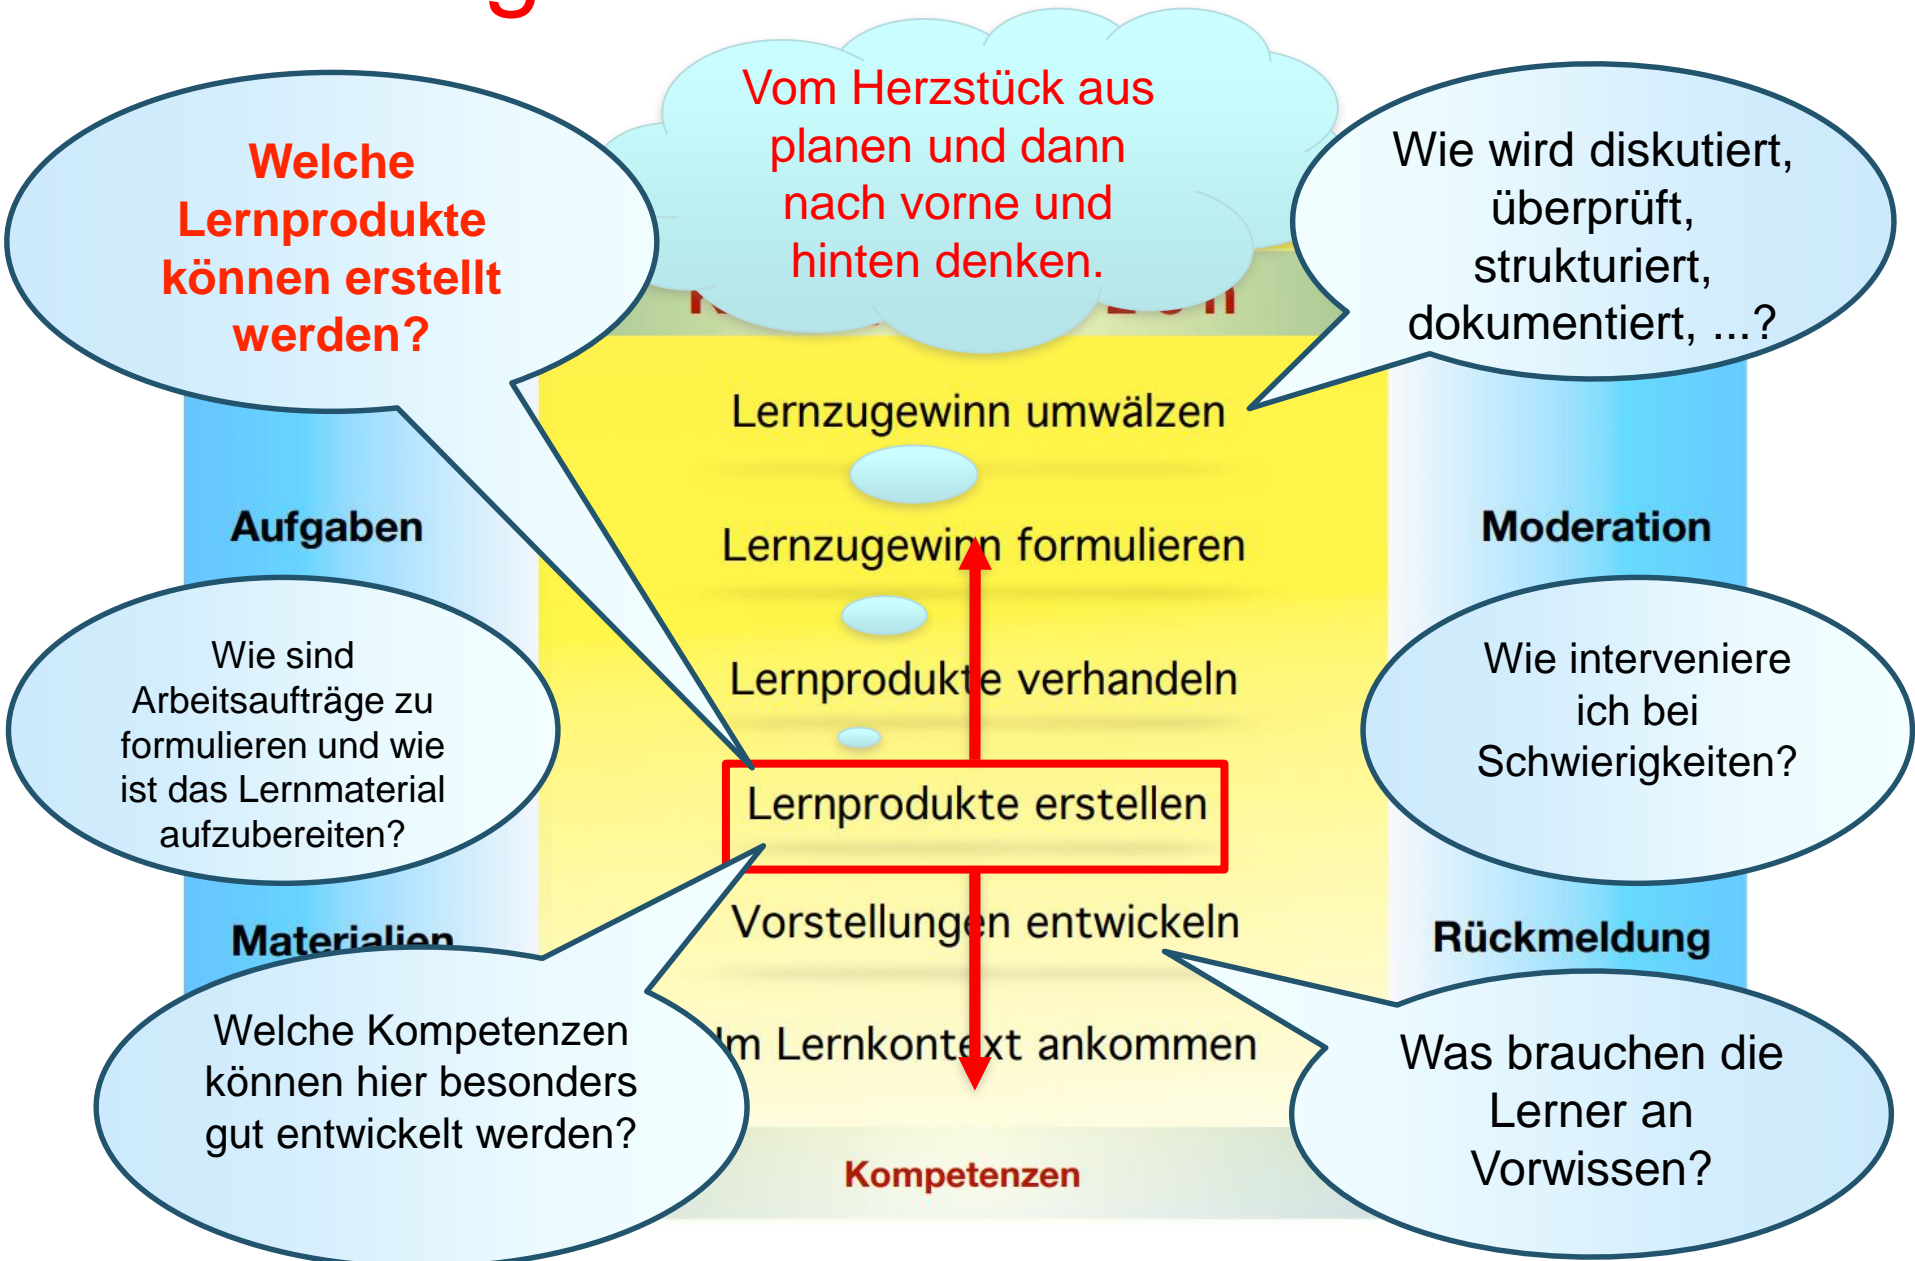 Vom Herzstück aus
planen und dann
nach vorne und
hinten denken.
Welche
Lernprodukte
können erstellt
werden?
Wie wird diskutiert,
überprüft,
strukturiert,
dokumentiert, ...?
Lernzugewinn umwälzen
Aufgaben
Lernzugewinn formulieren
Moderation
Wie sind
Arbeitsaufträge zu
formulieren und wie
ist das Lernmaterial
aufzubereiten?
Lernprodukte verhandeln
Wie interveniere
ich bei
Schwierigkeiten?
Lernprodukte erstellen
Vorstellungen entwickeln
Materialien
Rückmeldung
Im Lernkontext ankommen
Welche Kompetenzen
können hier besonders
gut entwickelt werden?
Was brauchen die
Lerner an
Vorwissen?
Kompetenzen